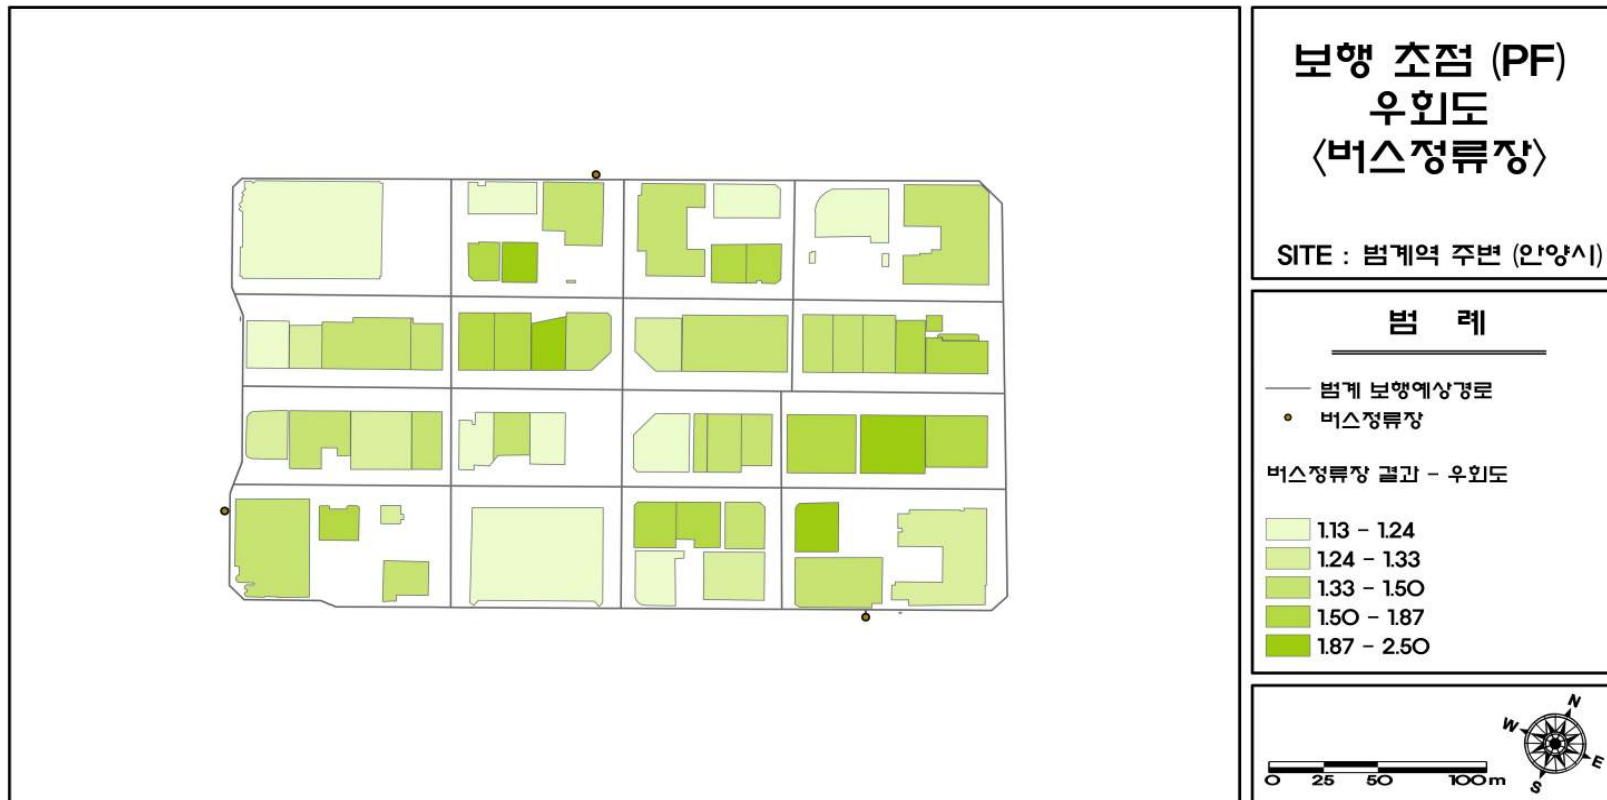 보행 초점 (PF)
우회도
<버스정류장>
SITE : 범계역 주변 (안양시)
범 례
범계 보행예상경로
버스정류장
버스정류장 결과 - 우회도
1.13 - 1.24
1.24 - 1.33
1.33 - 1.50
1.50 - 1.87
1.87 - 2.50
N
W
E
S
0 25 50 100m